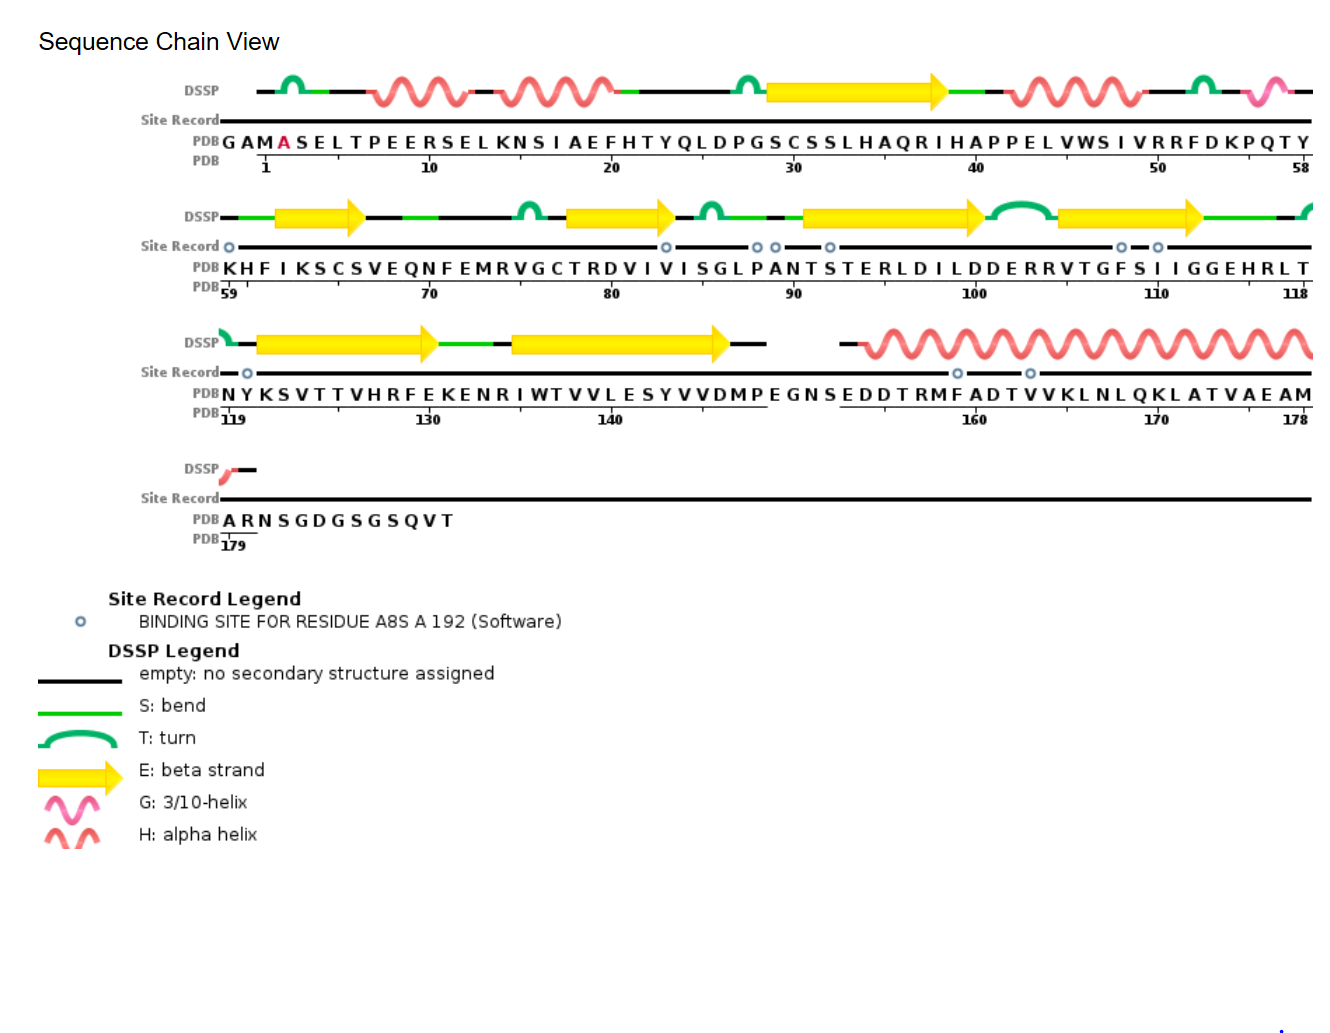 Sequence Chain View
DSSP
Site Record
PDB G A M A S E L T P E E R S E L K N S I A E F H T Y Q L D P G S C S S L H A Q R I H A P P E L V W S I V R R F D K P Q T Y
PDB 1 10 20 30 40 50 58
DSSP
Site Record
PDB K H F I K S C S V E Q N F E M R V G C T R D V I V I S G L P A N T S T E R L D I L D D E R R V T G F S I I G G E H R L T
PDB 59 70 80 90 100 110 118
DSSP
Site Record
PDB N Y K S V T T V H R F E K E N R I W T V V L E S Y V V D M P E G N S E D D T R M F A D T V V K L N L Q K L A T V A E A M
PDB 119 130 140 160 170 178
DSSP
Site Record
PDB A R N S G D G S G S Q V T
PDB 179
Site Record Legend
BINDING SITE FOR RESIDUE A8S A 192 (Software)
DSSP Legend
empty: no secondary structure assigned
S: bend
T: turn
E: beta strand
G: 3/10-helix
H: alpha helix